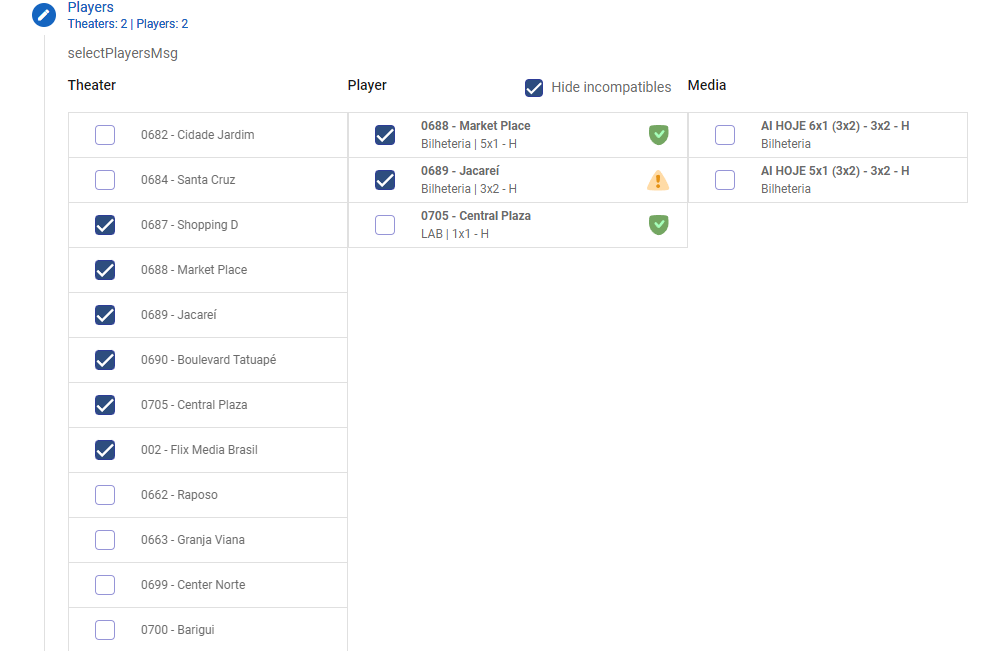 Players
Theaters: 2 | Players: 2
selectPlayersMsg
Theater
Player
Hide incompatibles
Media
0682 - Cidade Jardim
0684 - Santa Cruz
0687 - Shopping D
0688 - Market Place
0689 - Jacareí
0690 - Boulevard Tatuapé
0705 - Central Plaza
002 - Flix Media Brasil
0662 - Raposo
0663 - Granja Viana
0699 - Center Norte
0700 - Barigui
0688 - Market Place
Bilheteria | 5x1 - H
0689 - Jacareí
Bilheteria | 3x2 - H
0705 - Central Plaza
LAB | 1x1 - H
AI HOJE 6x1 (3x2) - 3x2 - H
Bilheteria
AI HOJE 5x1 (3x2) - 3x2 - H
Bilheteria